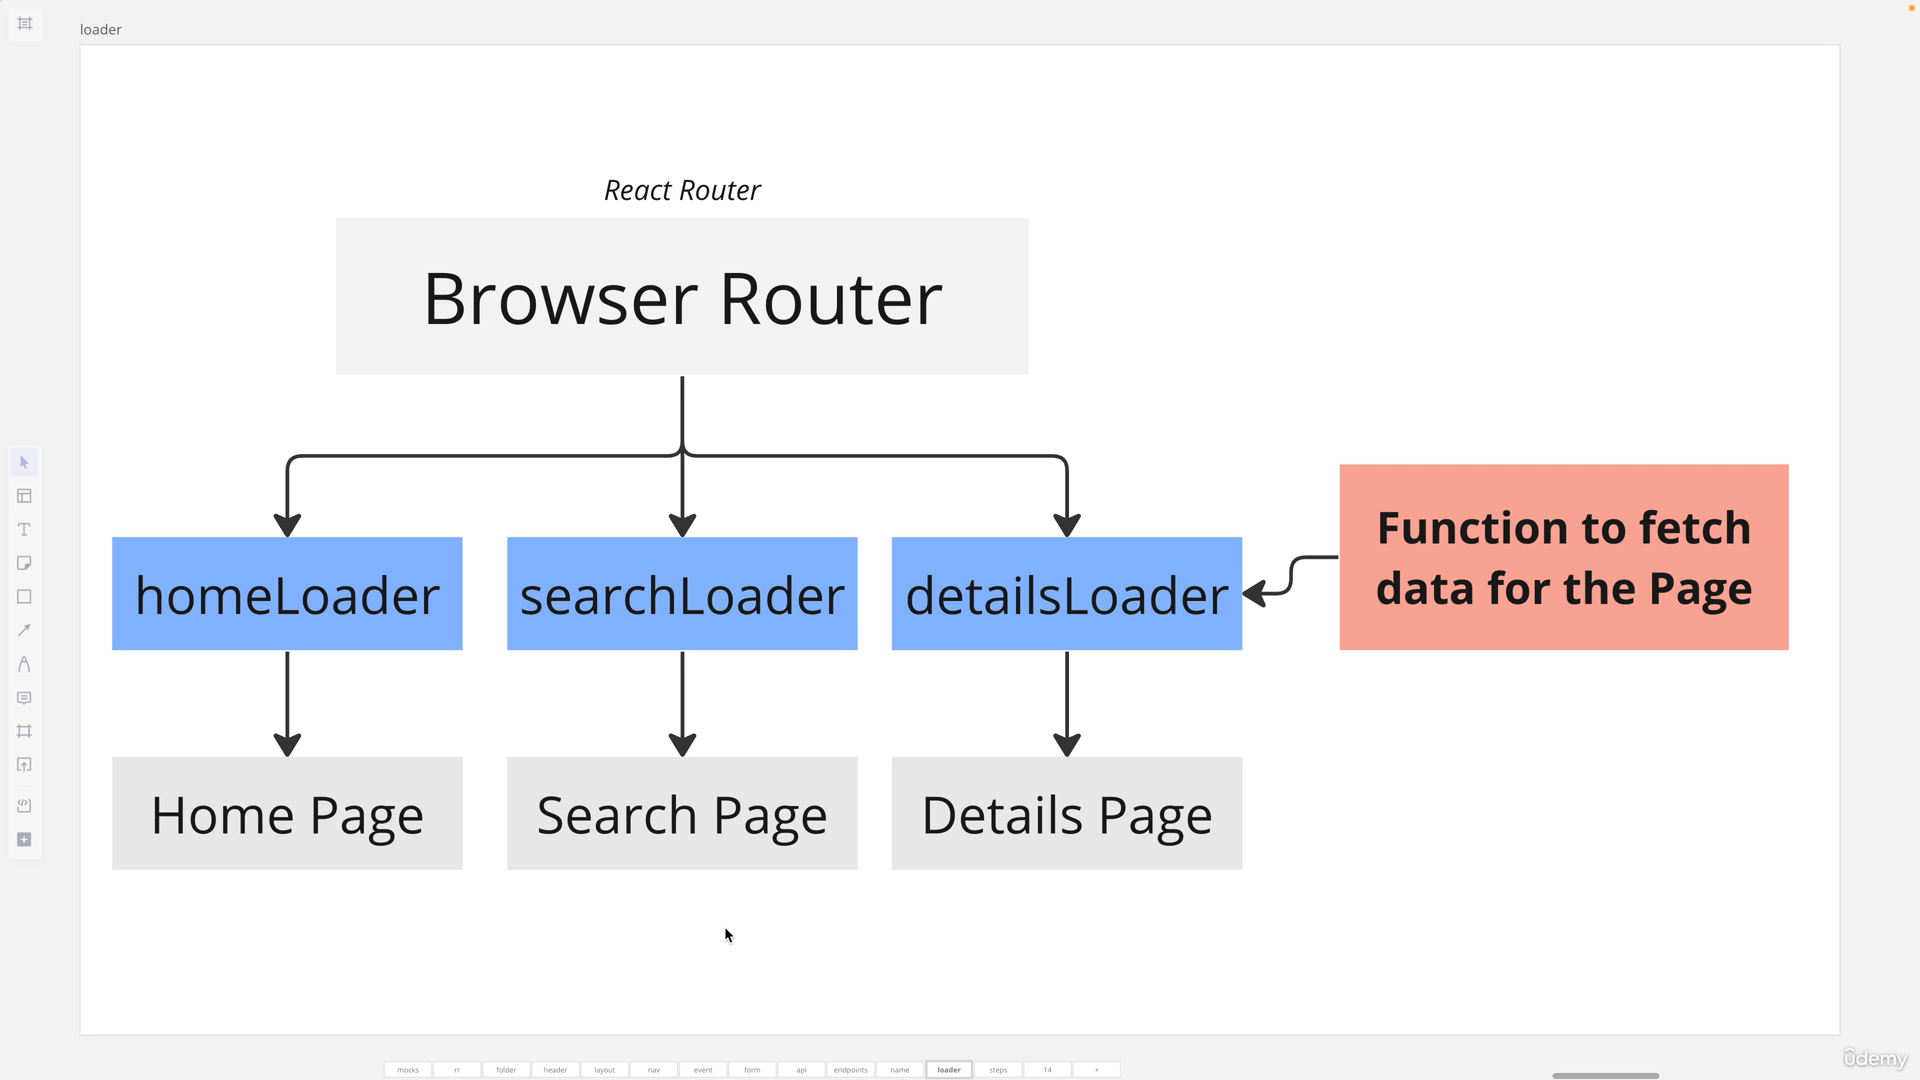 loader
React Router
Browser Router
homeLoader
searchLoader
detailsLoader
Function to fetch
data for the Page
Home Page
Search Page
Details Page
mocks
rr
folder
header
layout
nav
event
form
api
endpoints
name
loader
steps
14
+
ûdemy